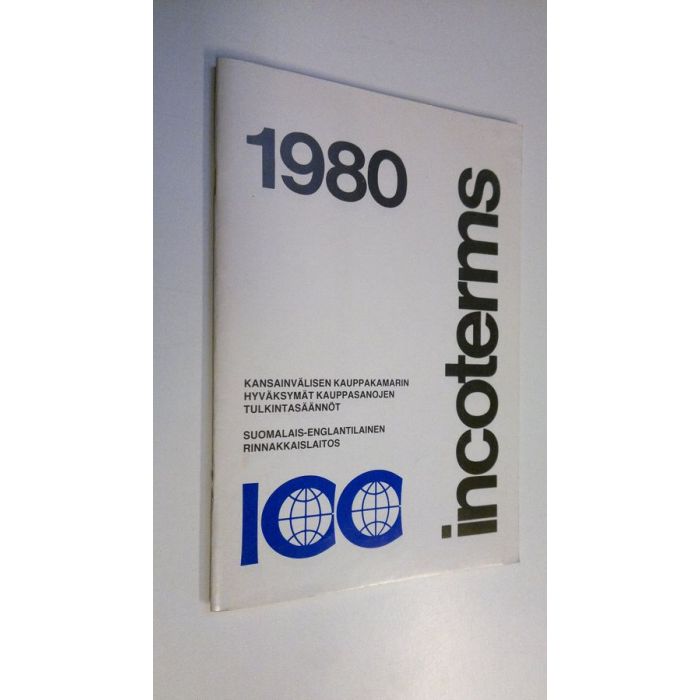 1980
incoterms
KANSAINVÄLISEN KAUPPAKAMARIN
HYVÄKSYMÄT KAUPPASANOJEN
TULKINTASÄÄNNÖT
SUOMALAIS-ENGLANTILAINEN
RINNAKKAISLAITOS
ICC